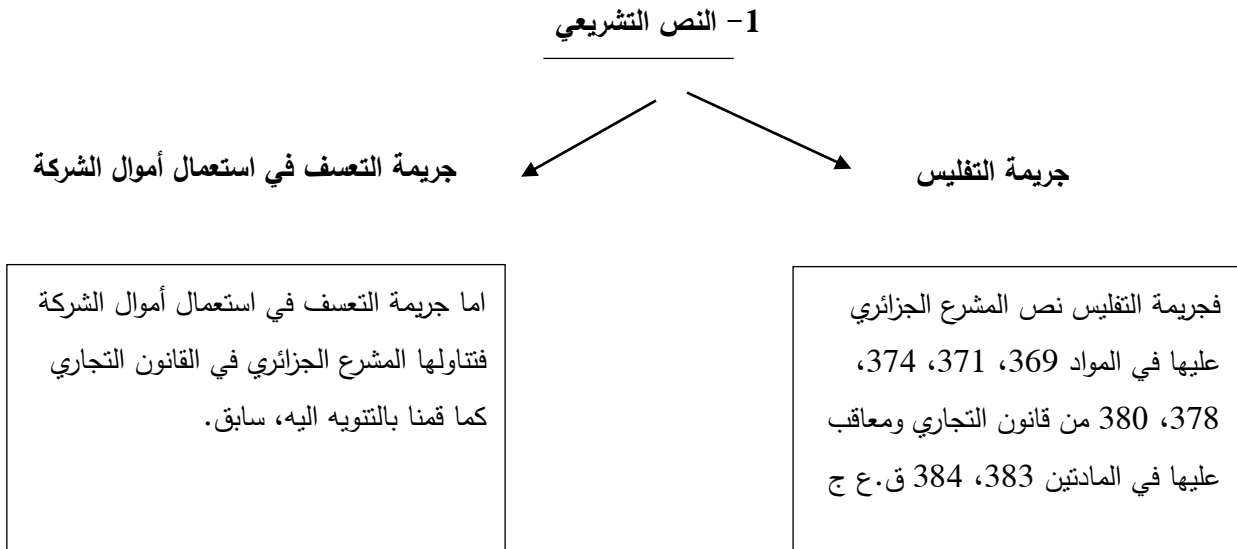 1- النص التشريعي
جريمة التفليس
جريمة التعسف في استعمال أموال الشركة
فجريمة التفليس نص المشرع الجزائري
عليها في المواد 369، 371، 374،
378، 380 من قانون التجاري ومعاقب
عليها في المادتين 383، 384 ق.ع ج
اما جريمة التعسف في استعمال أموال الشركة
فتتاولها المشرع الجزائري في القانون التجاري
كما قمنا بالتتويه اليه، سابق.